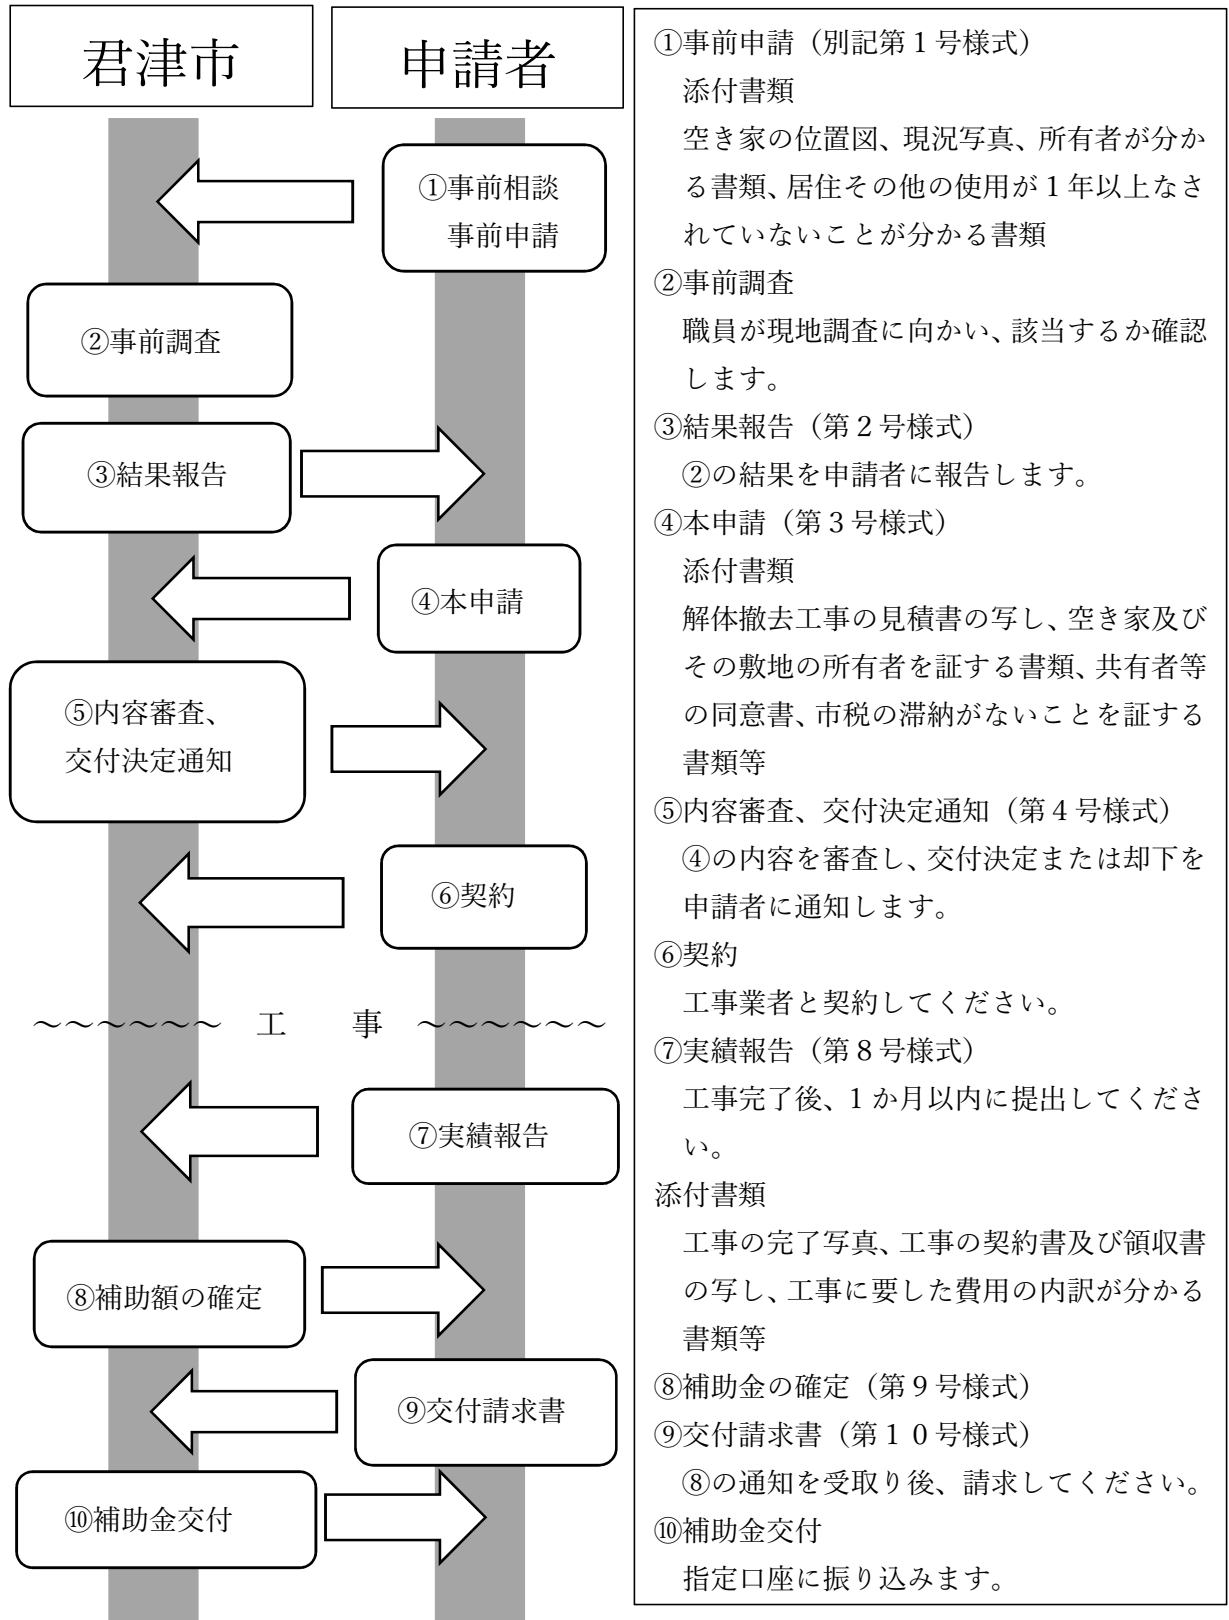 君津市
申請者
①事前相談
事前申請
②事前調査
③結果報告
④本申請
⑤内容審査、
交付決定通知
⑥契約
～～～～～～　工　　事　～～～～～～
⑦実績報告
⑧補助額の確定
⑨交付請求書
⑩補助金交付
①事前申請（別記第１号様式）
添付書類
空き家の位置図、現況写真、所有者が分か
る書類、居住その他の使用が１年以上なさ
れていないことが分かる書類
②事前調査
職員が現地調査に向かい、該当するか確認
します。
③結果報告（第２号様式）
②の結果を申請者に報告します。
④本申請（第３号様式）
添付書類
解体撤去工事の見積書の写し、空き家及び
その敷地の所有者を証する書類、共有者等
の同意書、市税の滞納がないことを証する
書類等
⑤内容審査、交付決定通知（第４号様式）
④の内容を審査し、交付決定または却下を
申請者に通知します。
⑥契約
工事業者と契約してください。
⑦実績報告（第８号様式）
工事完了後、１か月以内に提出してくださ
い。
添付書類
工事の完了写真、工事の契約書及び領収書
の写し、工事に要した費用の内訳が分かる
書類等
⑧補助金の確定（第９号様式）
⑨交付請求書（第１０号様式）
⑧の通知を受取り後、請求してください。
⑩補助金交付
指定口座に振り込みます。